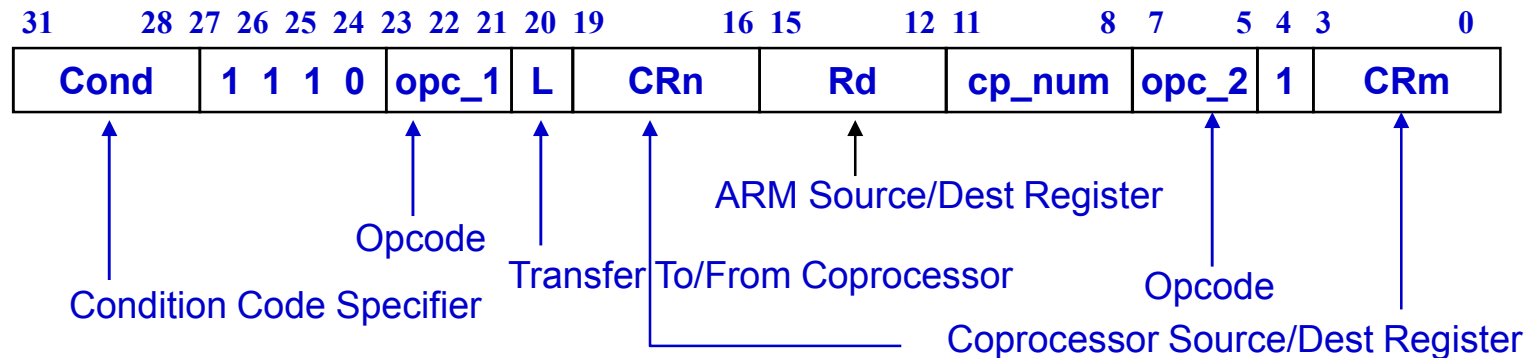 31 28 27 26 25 24 23 22 21 20 19 16 15 12 11 8 7 5 4 3 0
Cond 1 1 1 0 opc_1 L CRn Rd cp_num opc_2 1 CRm
ARM Source/Dest Register
Opcode
Transfer To/From Coprocessor
Opcode
Condition Code Specifier
Coprocessor Source/Dest Register